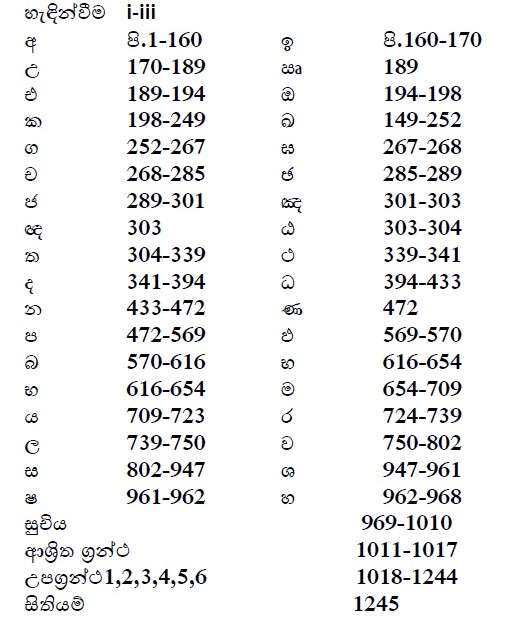 හැඳින්වීම i-iii
අ පි.1-160 ඉ පි.160-170
උ 170-189 ඍ 189
එ 189-194 ඔ 194-198
ක 198-249 ඛ 149-252
ග 252-267 ඝ 267-268
ච 268-285 ඡ 285-289
ජ 289-301 ඤ 301-303
ඥ 303 ඨ 303-304
ත 304-339 ථ 339-341
ද 341-394 ධ 394-433
න 433-472 ණ 472
ප 472-569 ඵ 569-570
බ 570-616 භ 616-654
භ 616-654 ම 654-709
ය 709-723 ර 724-739
ල 739-750 ව 750-802
ස 802-947 ශ 947-961
ෂ 961-962 හ 962-968
සූචිය 969-1010
ආශ්‍රිත ග්‍රන්ථ 1011-1017
උපග්‍රන්ථ1,2,3,4,5,6 1018-1244
සිතියම් 1245